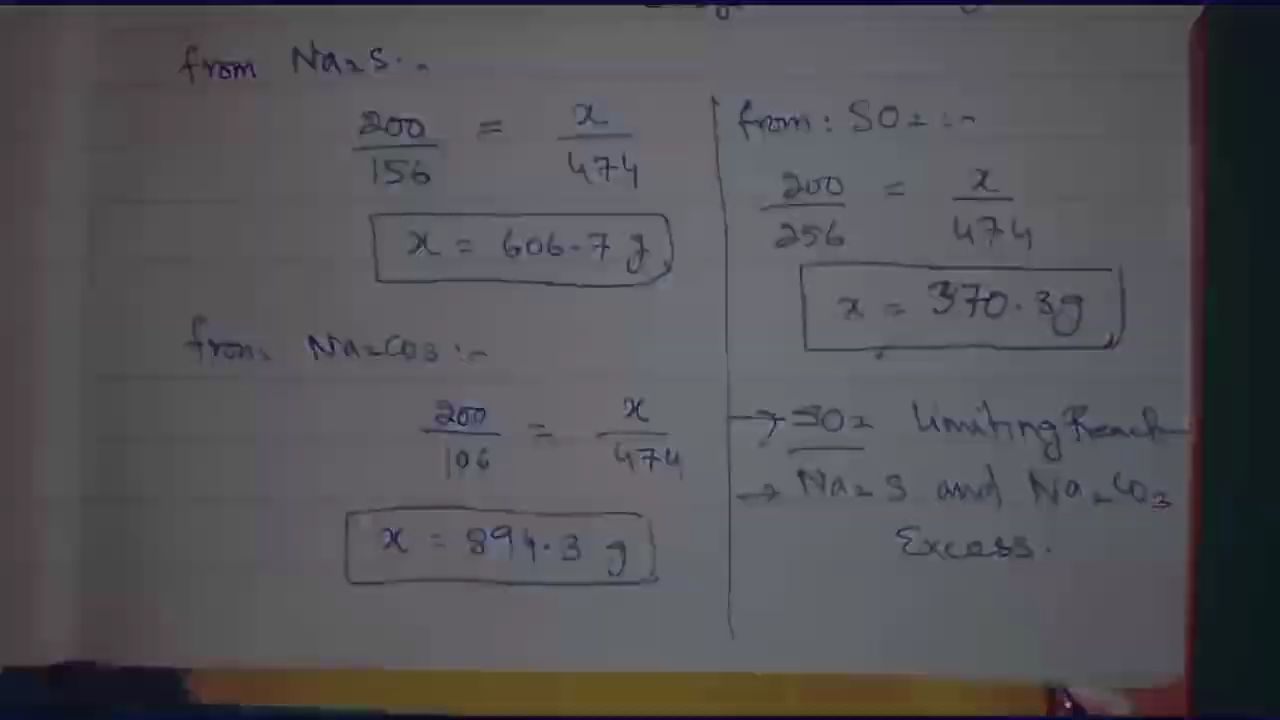 from Na2S:-
200/156 = x/474
x = 606.7 g
from: Na2CO3:-
200/106 = x/474
x = 894.3 g
from: SO2:-
200/256 = x/474
x = 370.3g
→ SO2 Limiting React
→ Na2S and Na2CO3
Excess.